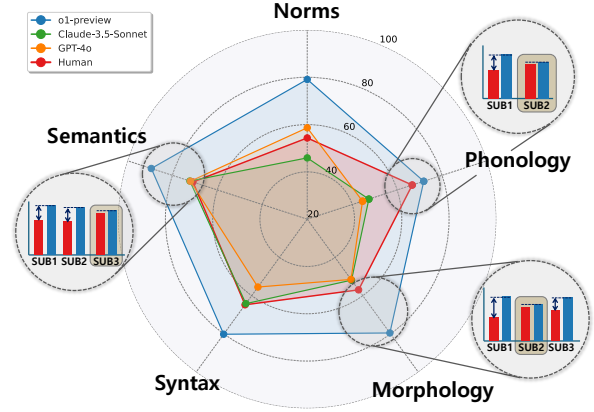 Norms
o1-preview
Claude-3.5-Sonnet
GPT-4o
Human
100
80
60
40
20
SUB1 SUB2
Semantics
Phonology
SUB1 SUB2 SUB3
SUB1 SUB2 SUB3
Syntax
Morphology